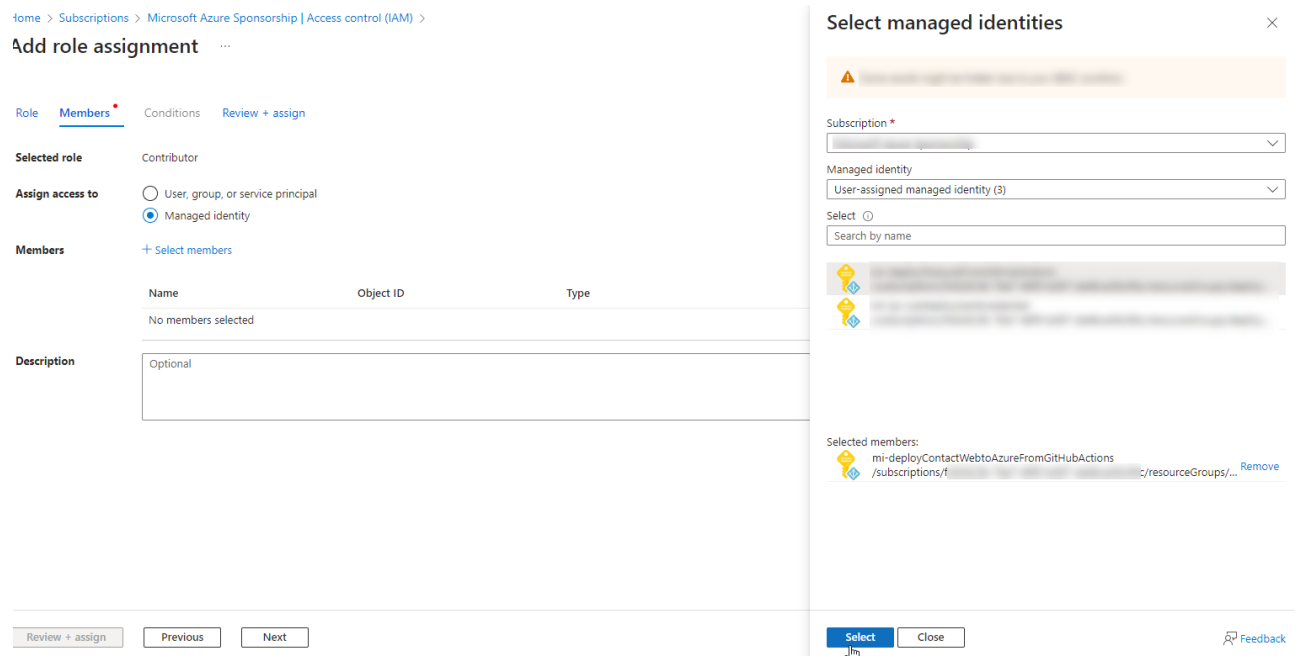 Home > Subscriptions > Microsoft Azure Sponsorship | Access control (IAM) >
Add role assignment ...
Role Members Conditions Review + assign
Selected role Contributor
Assign access to User, group, or service principal
Managed identity
Members + Select members
Name Object ID Type
No members selected
Description Optional
Review + assign Previous Next
Select managed identities
Subscription *
Managed identity
User-assigned managed identity (3)
Select
Search by name
Selected members:
mi-deployContactWebtoAzureFromGitHubActions
/subscriptions/f c/resourceGroups/...
Remove
Select Close
Feedback